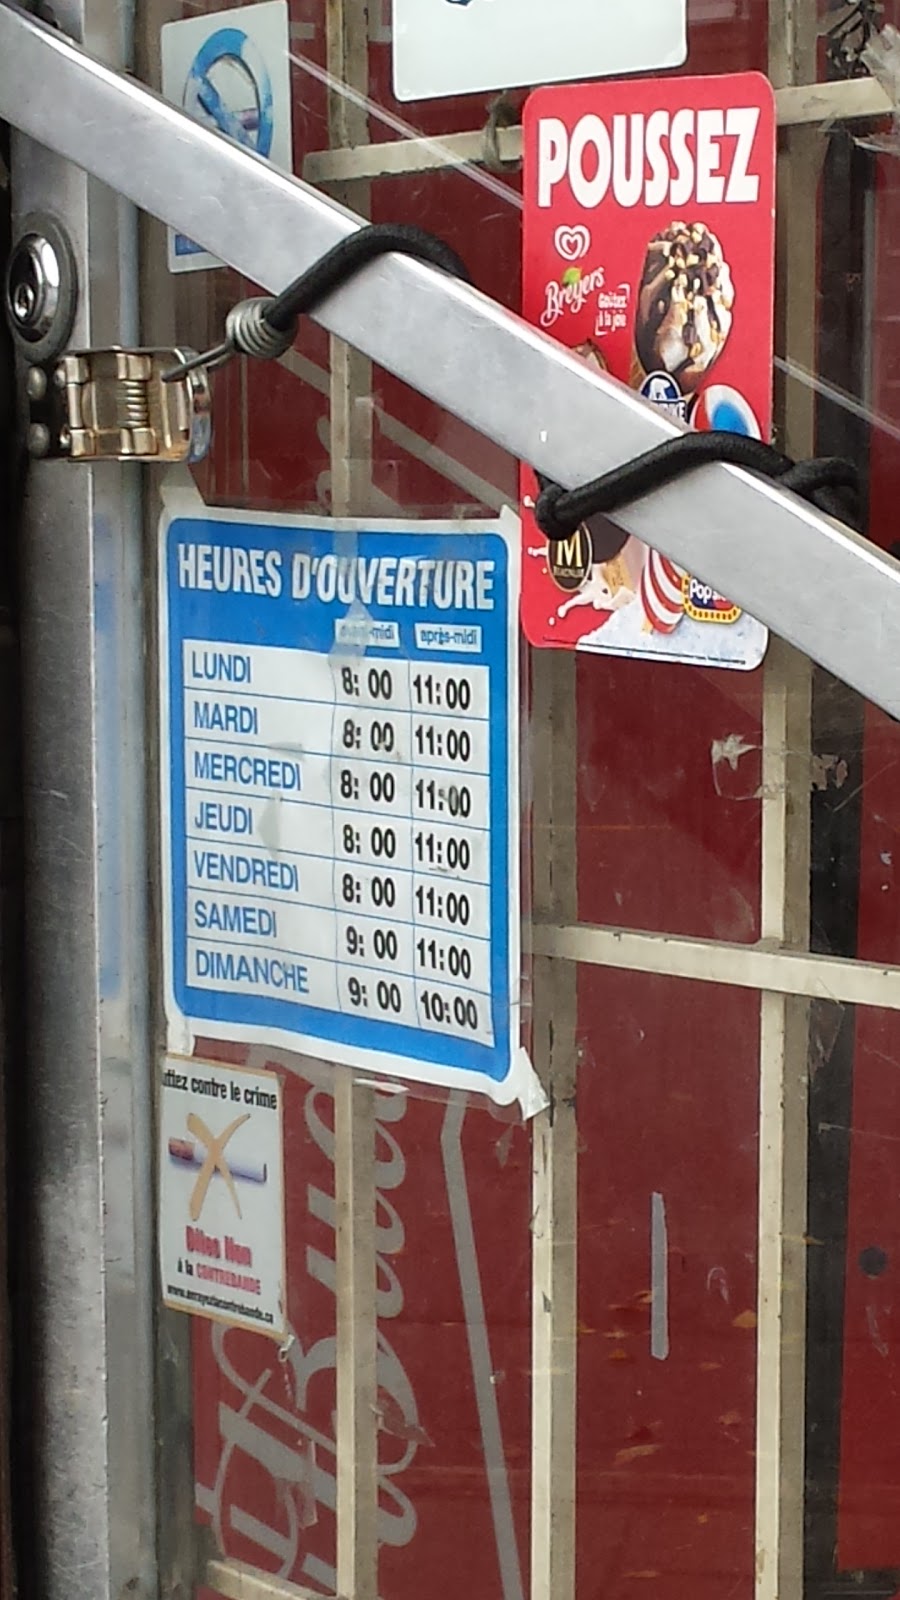 POUSSEZ
Breyers
Goûtez
à la joie
M
HEURES D'OUVERTURE
après-midi
LUNDI 8:00 11:00
MARDI 8:00 11:00
MERCREDI 8:00 11:00
JEUDI 8:00 11:00
VENDREDI 8:00 11:00
SAMEDI 9:00 11:00
DIMANCHE 9:00 10:00
contre le crime
Dites Non
à la CONTREBANDE